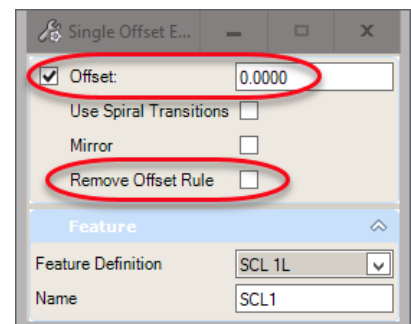 Single Offset E...
Offset: 0.0000
Use Spiral Transitions
Mirror
Remove Offset Rule
Feature
Feature Definition SCL 1L
Name SCL1